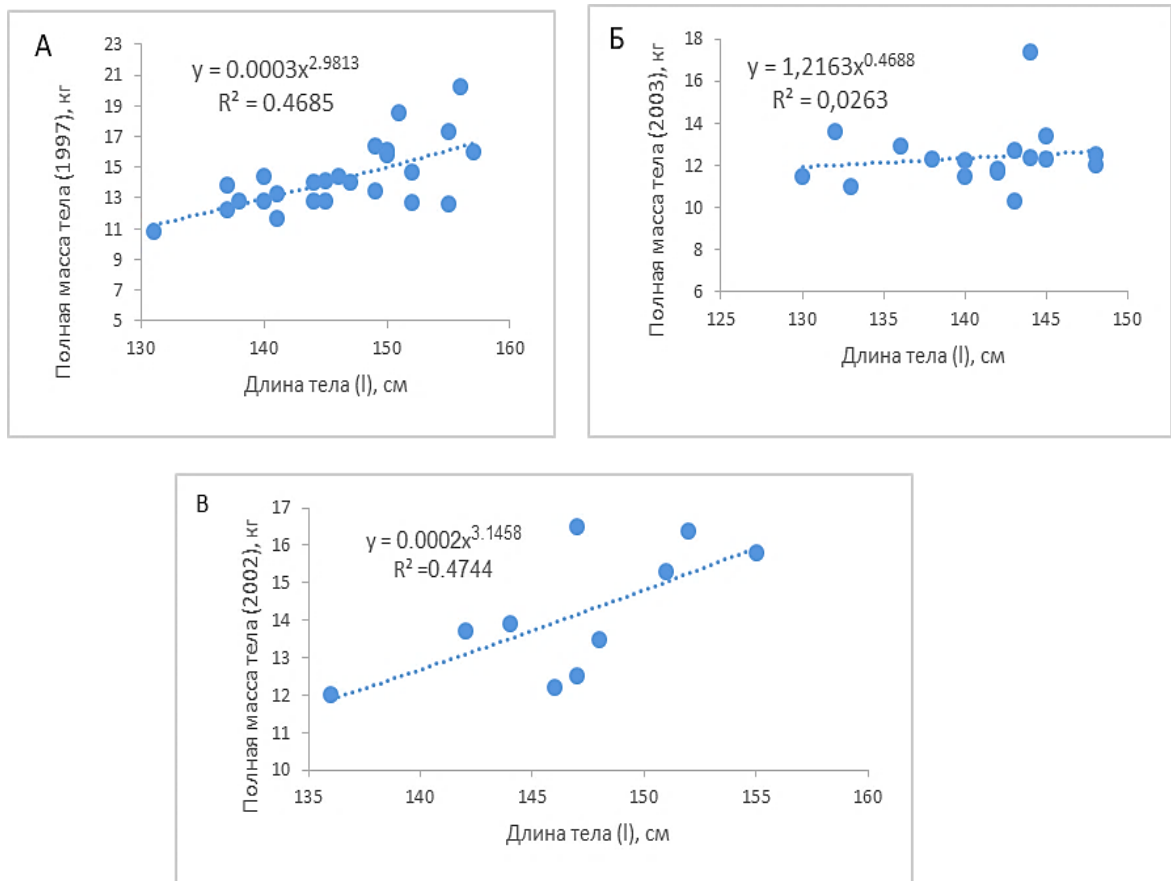 А
y = 0.0003x^2.9813
R² = 0.4685
Полная масса тела (1997), кг
23
21
19
17
15
13
11
9
7
5
130 140 150 160
Длина тела (l), см
Б
y = 1,2163x^0.4688
R² = 0,0263
Полная масса тела (2003), кг
18
16
14
12
10
8
6
125 130 135 140 145 150
Длина тела (l), см
В
y = 0.0002x^3.1458
R² =0.4744
Полная масса тела (2002), кг
17
16
15
14
13
12
11
10
135 140 145 150 155 160
Длина тела (l), см